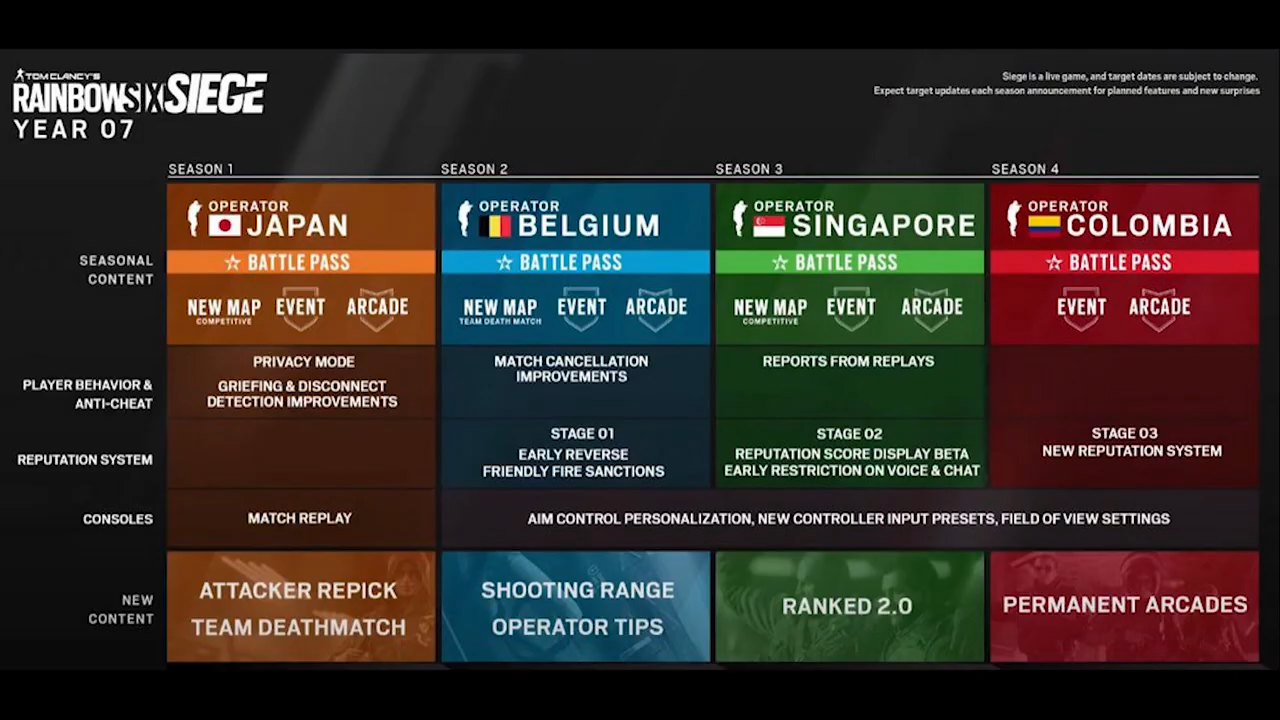 TOM CLANCY'S
RAINBOWSIX SIEGE
YEAR 07
Siege is a live game, and target dates are subject to change.
Expect target updates each season announcement for planned features and new surprises
SEASON 1
SEASON 2
SEASON 3
SEASON 4
SEASONAL
CONTENT
OPERATOR
JAPAN
BATTLE PASS
NEW MAP
COMPETITIVE
EVENT
ARCADE
OPERATOR
BELGIUM
BATTLE PASS
NEW MAP
TEAM DEATH MATCH
EVENT
ARCADE
OPERATOR
SINGAPORE
BATTLE PASS
NEW MAP
COMPETITIVE
EVENT
ARCADE
OPERATOR
COLOMBIA
BATTLE PASS
EVENT
ARCADE
PLAYER BEHAVIOR &
ANTI-CHEAT
PRIVACY MODE
GRIEFING & DISCONNECT
DETECTION IMPROVEMENTS
MATCH CANCELLATION
IMPROVEMENTS
REPORTS FROM REPLAYS
REPUTATION SYSTEM
STAGE 01
EARLY REVERSE
FRIENDLY FIRE SANCTIONS
STAGE 02
REPUTATION SCORE DISPLAY BETA
EARLY RESTRICTION ON VOICE & CHAT
STAGE 03
NEW REPUTATION SYSTEM
CONSOLES
MATCH REPLAY
AIM CONTROL PERSONALIZATION, NEW CONTROLLER INPUT PRESETS, FIELD OF VIEW SETTINGS
NEW
CONTENT
ATTACKER REPICK
TEAM DEATHMATCH
SHOOTING RANGE
OPERATOR TIPS
RANKED 2.0
PERMANENT ARCADES